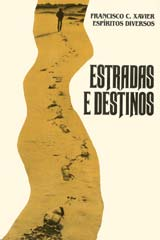 FRANCISCO C. XAVIER
ESPÍRITOS DIVERSOS
ESTRADAS
E DESTINOS